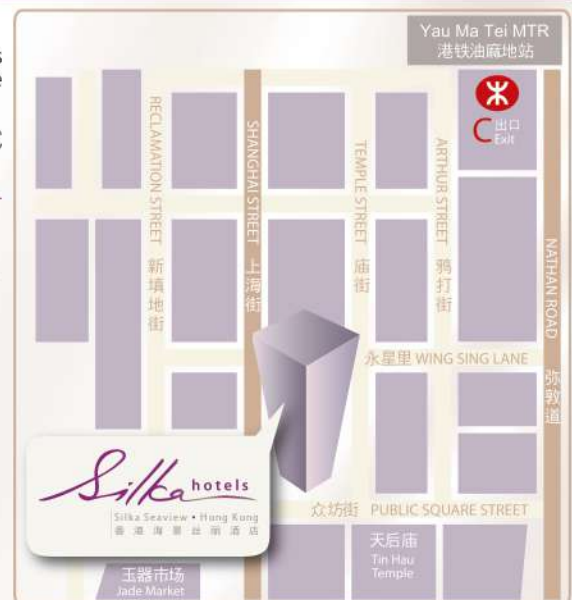 Yau Ma Tei MTR
港铁油麻地站
C 出口
Exit
RECLAMATION STREET 新填地街
SHANGHAI STREET 上海街
TEMPLE STREET 庙街
ARTHUR STREET 鸦打街
NATHAN ROAD 弥敦道
永星里 WING SING LANE
Silka hotels
Silka Seaview • Hong Kong
香港海景丝丽酒店
众坊街 PUBLIC SQUARE STREET
天后庙
Tin Hau
Temple
玉器市场
Jade Market